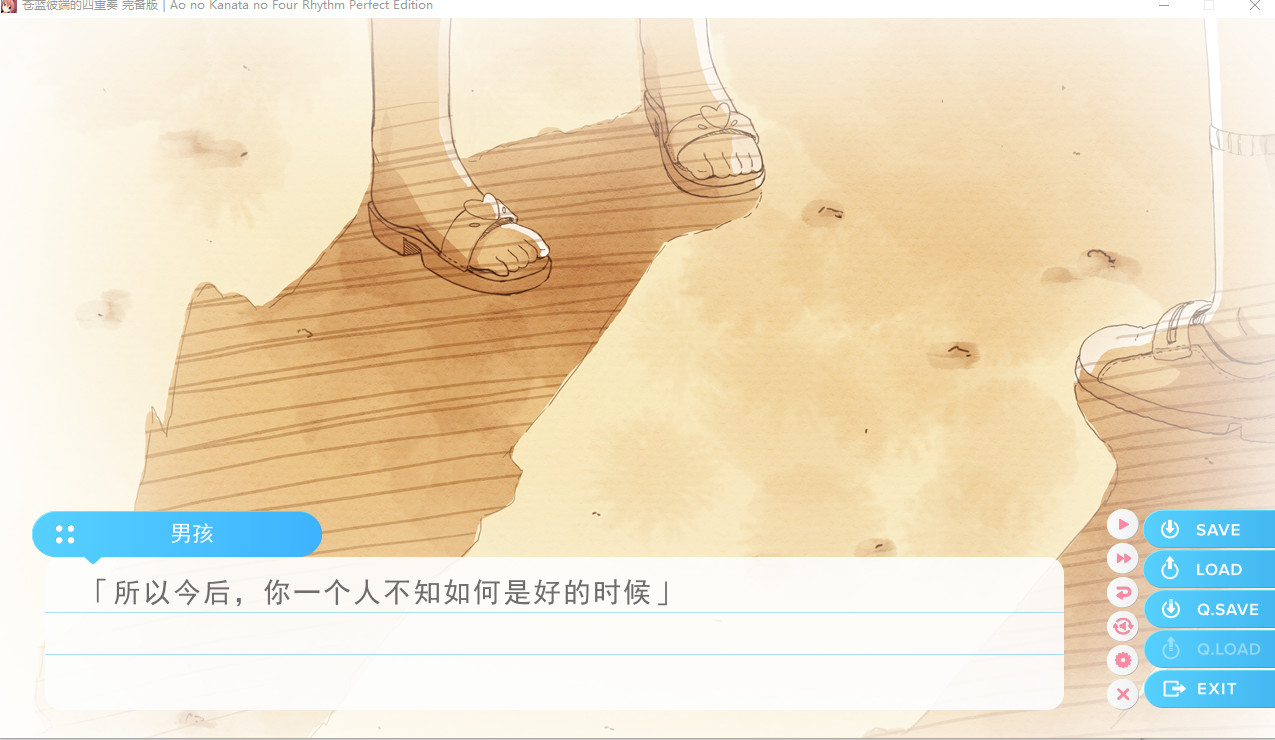 苍蓝彼端的四重奏 完备版 | Ao no Kanata no Four Rhythm Perfect Edition
男孩
「所以今后，你一个人不知如何是好的时候」
SAVE
LOAD
Q.SAVE
Q.LOAD
EXIT